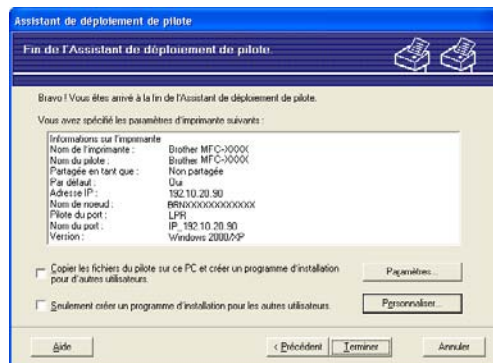 Assistant de déploiement de pilote
Fin de l'Assistant de déploiement de pilote.
Bravo ! Vous êtes arrivé à la fin de l'Assistant de déploiement de pilote.
Vous avez spécifié les paramètres d'imprimante suivants :
Informations sur l'imprimante
Nom de l'imprimante : Brother MFC-XXXX
Nom du pilote : Brother MFC-XXXX
Partagée en tant que : Non partagée
Par défaut : Oui
Adresse IP : 192.10.20.90
Nom de noeud : BRNXXXXXXXXXXXX
Pilote du port : LPR
Nom du port : IP_192.10.20.90
Version : Windows 2000/XP
Copier les fichiers du pilote sur ce PC et créer un programme d'installation
pour d'autres utilisateurs.
Paramètres...
Seulement créer un programme d'installation pour les autres utilisateurs.
Personnaliser...
Aide
< Précédent
Terminer
Annuler